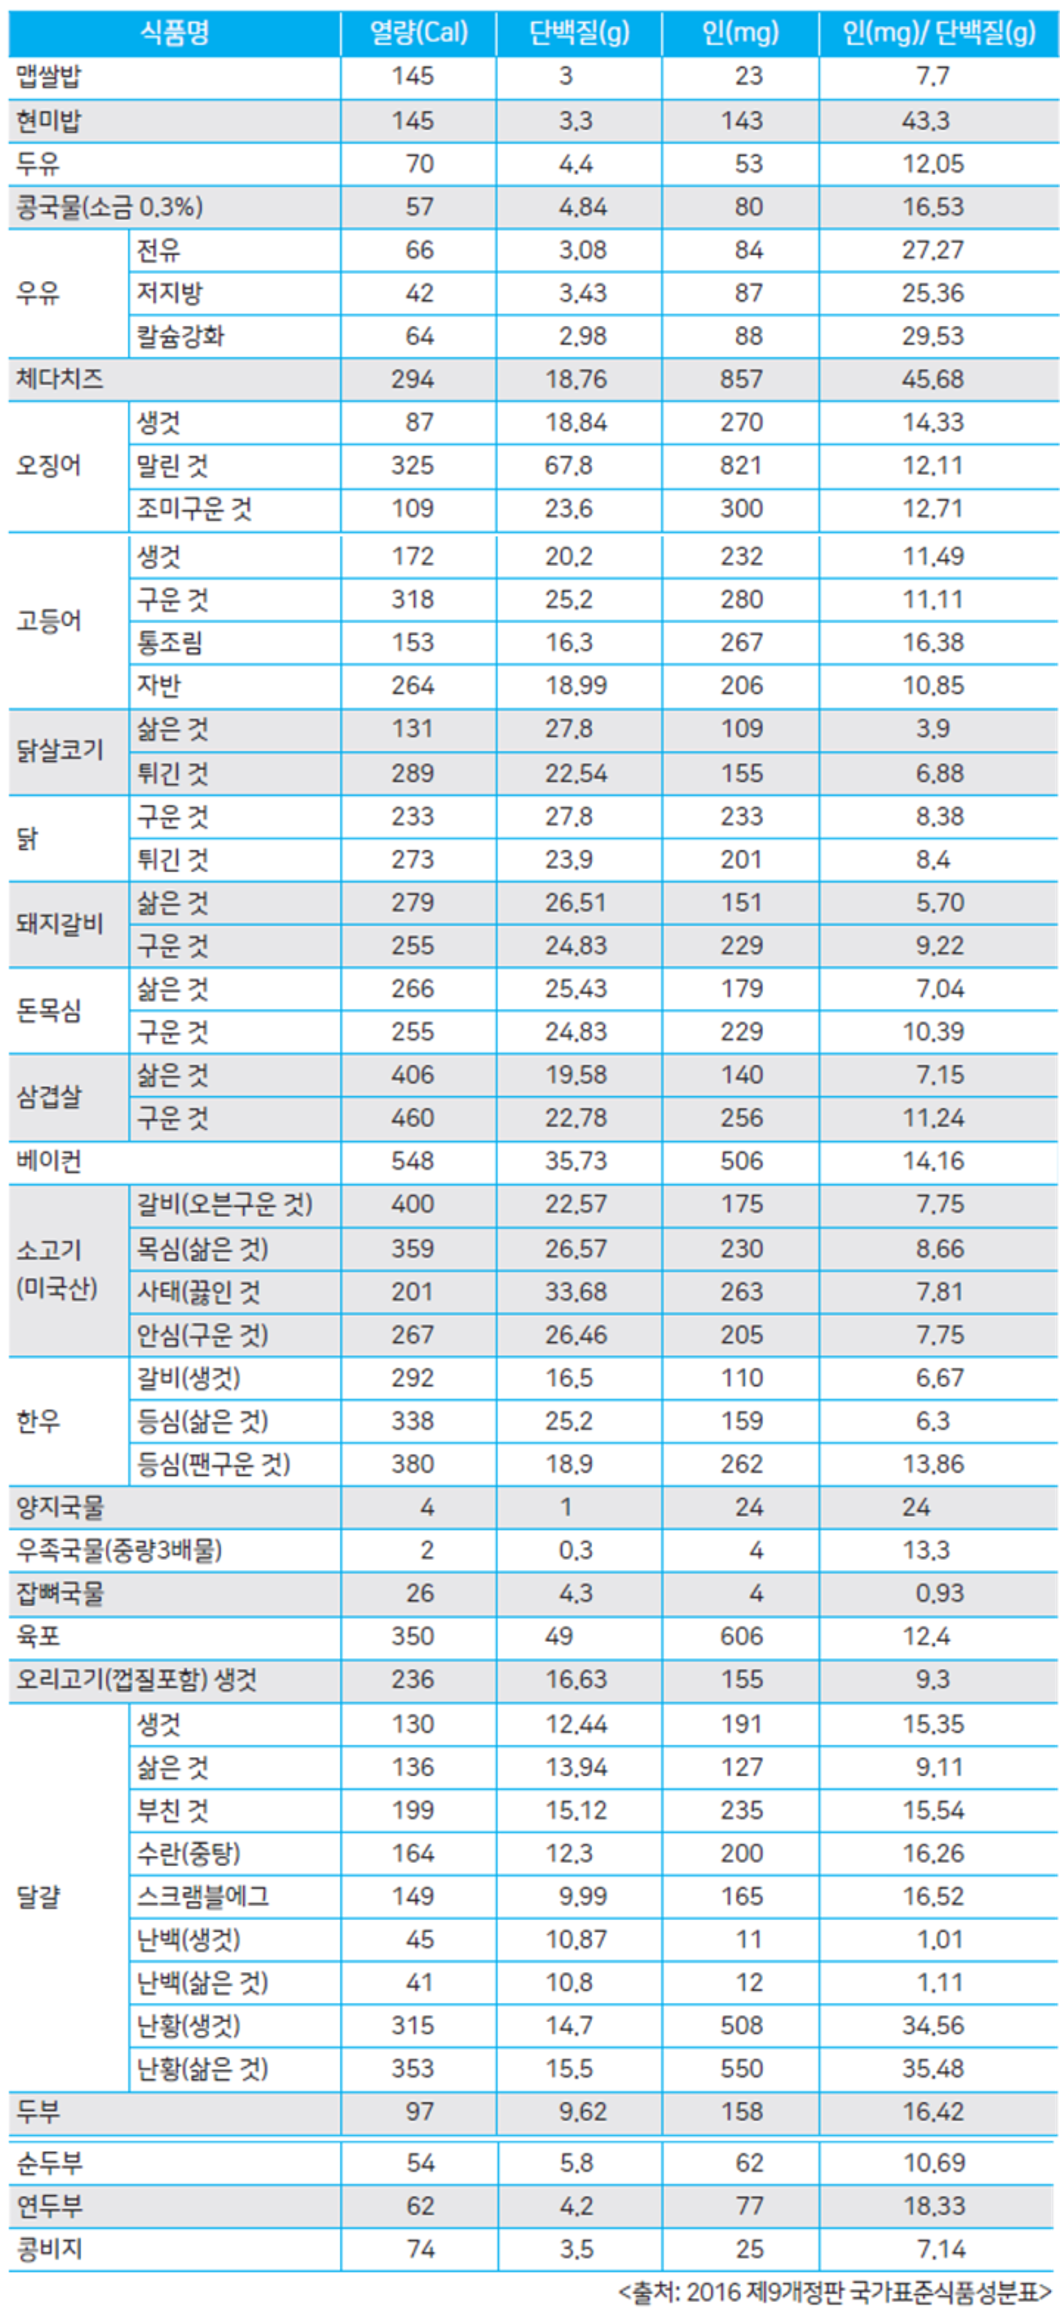 식품명 열량(Cal) 단백질(g) 인(mg) 인(mg)/ 단백질(g)
맵쌀밥 145 3 23 7.7
현미밥 145 3.3 143 43.3
두유 70 4.4 53 12.05
콩국물(소금 0.3%) 57 4.84 80 16.53
우유 전유 66 3.08 84 27.27
저지방 42 3.43 87 25.36
칼슘강화 64 2.98 88 29.53
체다치즈 294 18.76 857 45.68
오징어 생것 87 18.84 270 14.33
말린 것 325 67.8 821 12.11
조미구운 것 109 23.6 300 12.71
고등어 생것 172 20.2 232 11.49
구운 것 318 25.2 280 11.11
통조림 153 16.3 267 16.38
자반 264 18.99 206 10.85
닭살코기 삶은 것 131 27.8 109 3.9
튀긴 것 289 22.54 155 6.88
닭 구운 것 233 27.8 233 8.38
튀긴 것 273 23.9 201 8.4
돼지갈비 삶은 것 279 26.51 151 5.70
구운 것 255 24.83 229 9.22
돈목심 삶은 것 266 25.43 179 7.04
구운 것 255 24.83 229 10.39
삼겹살 삶은 것 406 19.58 140 7.15
구운 것 460 22.78 256 11.24
베이컨 548 35.73 506 14.16
소고기 (미국산) 갈비(오븐구운 것) 400 22.57 175 7.75
목심(삶은 것) 359 26.57 230 8.66
사태(끓인 것 201 33.68 263 7.81
안심(구운 것) 267 26.46 205 7.75
한우 갈비(생것) 292 16.5 110 6.67
등심(삶은 것) 338 25.2 159 6.3
등심(팬구운 것) 380 18.9 262 13.86
양지국물 4 1 24 24
우족국물(중량3배물) 2 0.3 4 13.3
잡뼈국물 26 4.3 4 0.93
육포 350 49 606 12.4
오리고기(껍질포함) 생것 236 16.63 155 9.3
달걀 생것 130 12.44 191 15.35
삶은 것 136 13.94 127 9.11
부친 것 199 15.12 235 15.54
수란(중탕) 164 12.3 200 16.26
스크램블에그 149 9.99 165 16.52
난백(생것) 45 10.87 11 1.01
난백(삶은 것) 41 10.8 12 1.11
난황(생것) 315 14.7 508 34.56
난황(삶은 것) 353 15.5 550 35.48
두부 97 9.62 158 16.42
순두부 54 5.8 62 10.69
연두부 62 4.2 77 18.33
콩비지 74 3.5 25 7.14
<출처: 2016 제9개정판 국가표준식품성분표>